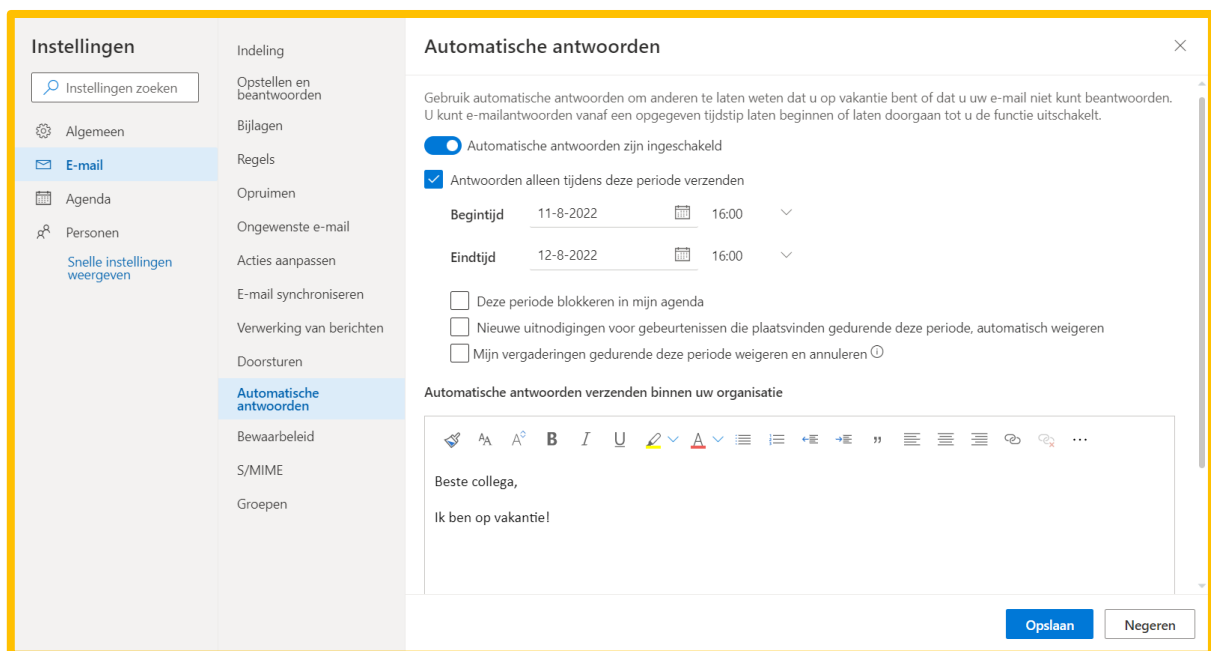 Instellingen
Instellingen zoeken
Algemeen
E-mail
Agenda
Personen
Snelle instellingen
weergeven
Indeling
Opstellen en
beantwoorden
Bijlagen
Regels
Opruimen
Ongewenste e-mail
Acties aanpassen
E-mail synchroniseren
Verwerking van berichten
Doorsturen
Automatische
antwoorden
Bewaarbeleid
S/MIME
Groepen
Automatische antwoorden
Gebruik automatische antwoorden om anderen te laten weten dat u op vakantie bent of dat u uw e-mail niet kunt beantwoorden.
U kunt e-mailantwoorden vanaf een opgegeven tijdstip laten beginnen of laten doorgaan tot u de functie uitschakelt.
Automatische antwoorden zijn ingeschakeld
Antwoorden alleen tijdens deze periode verzenden
Begintijd 11-8-2022 16:00
Eindtijd 12-8-2022 16:00
Deze periode blokkeren in mijn agenda
Nieuwe uitnodigingen voor gebeurtenissen die plaatsvinden gedurende deze periode, automatisch weigeren
Mijn vergaderingen gedurende deze periode weigeren en annuleren
Automatische antwoorden verzenden binnen uw organisatie
Beste collega,
Ik ben op vakantie!
Opslaan Negeren